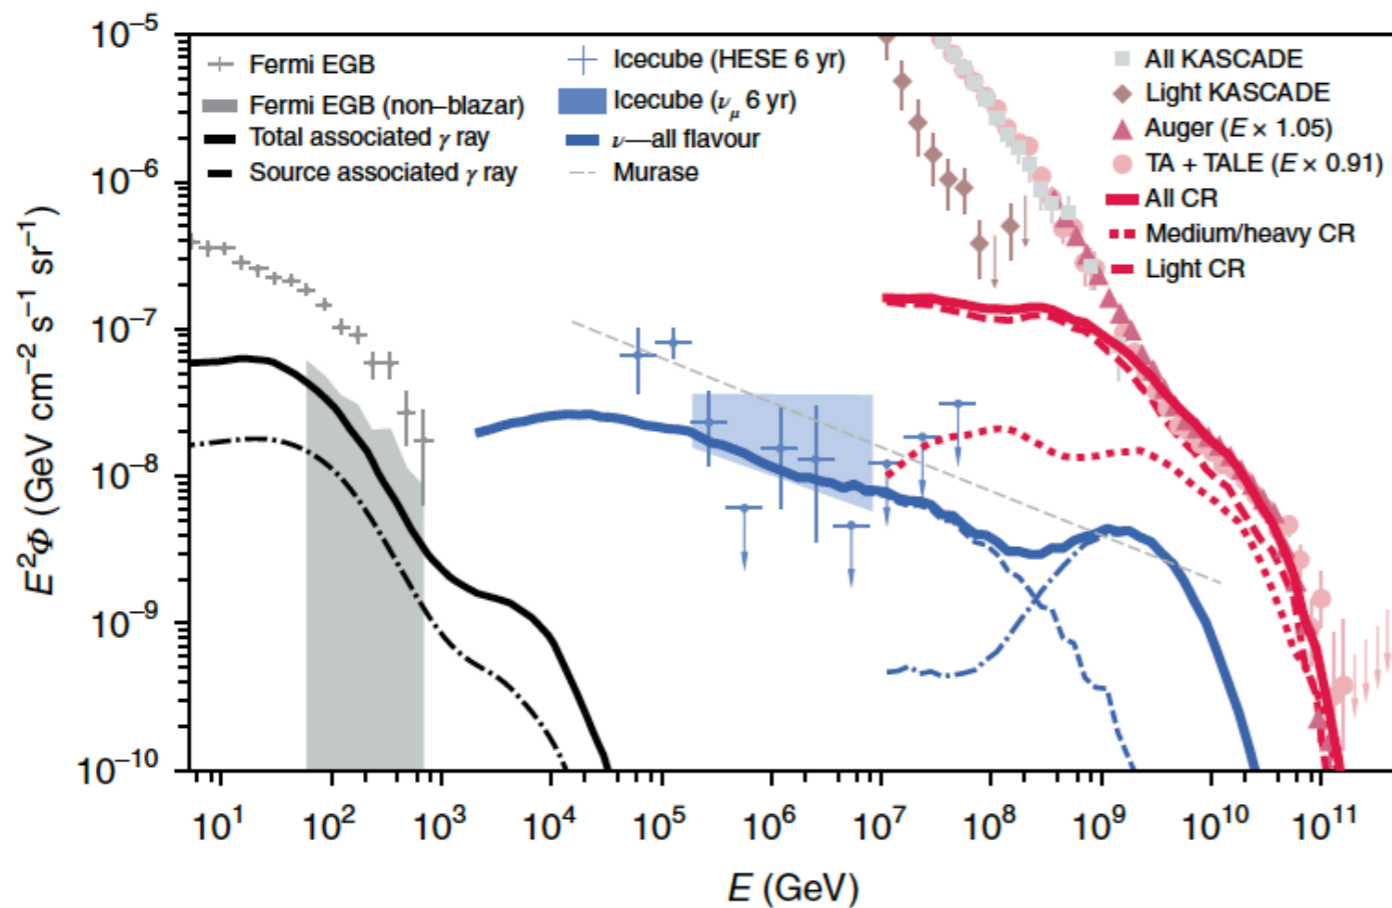 10⁻⁵
10⁻⁶
10⁻⁷
10⁻⁸
10⁻⁹
10⁻¹⁰
E²Φ (GeV cm⁻² s⁻¹ sr⁻¹)
Fermi EGB
Fermi EGB (non–blazar)
Total associated γ ray
Source associated γ ray
Icecube (HESE 6 yr)
Icecube (ν_μ 6 yr)
ν—all flavour
Murase
All KASCADE
Light KASCADE
Auger (E × 1.05)
TA + TALE (E × 0.91)
All CR
Medium/heavy CR
Light CR
10¹ 10² 10³ 10⁴ 10⁵ 10⁶ 10⁷ 10⁸ 10⁹ 10¹⁰ 10¹¹
E (GeV)